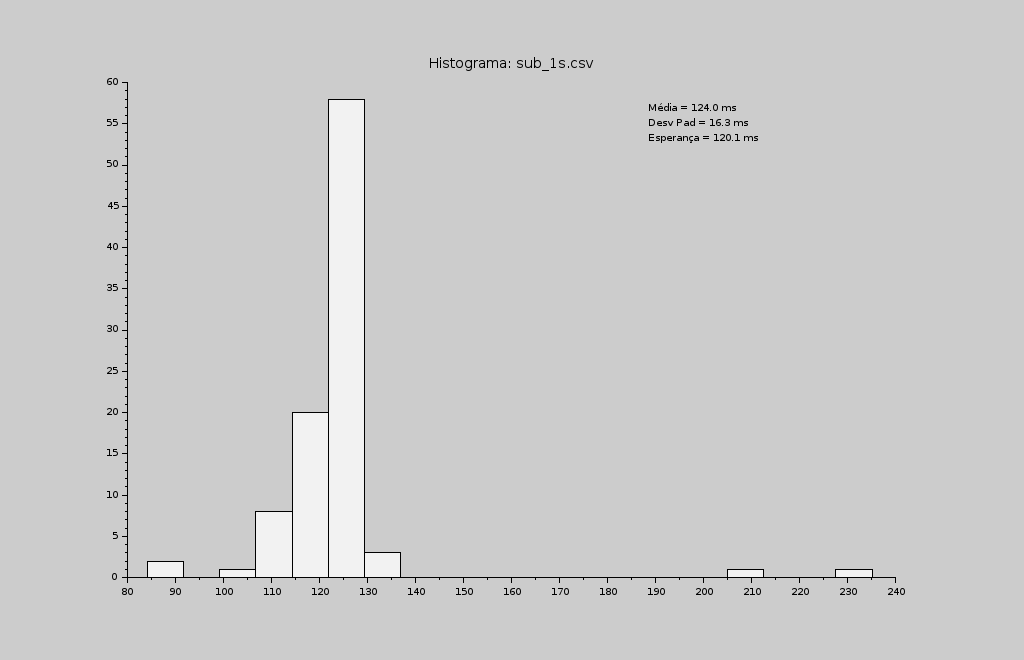 Histograma: sub_1s.csv
60
55
50
45
40
35
30
25
20
15
10
5
0
Média = 124.0 ms
Desv Pad = 16.3 ms
Esperança = 120.1 ms
80 90 100 110 120 130 140 150 160 170 180 190 200 210 220 230 240